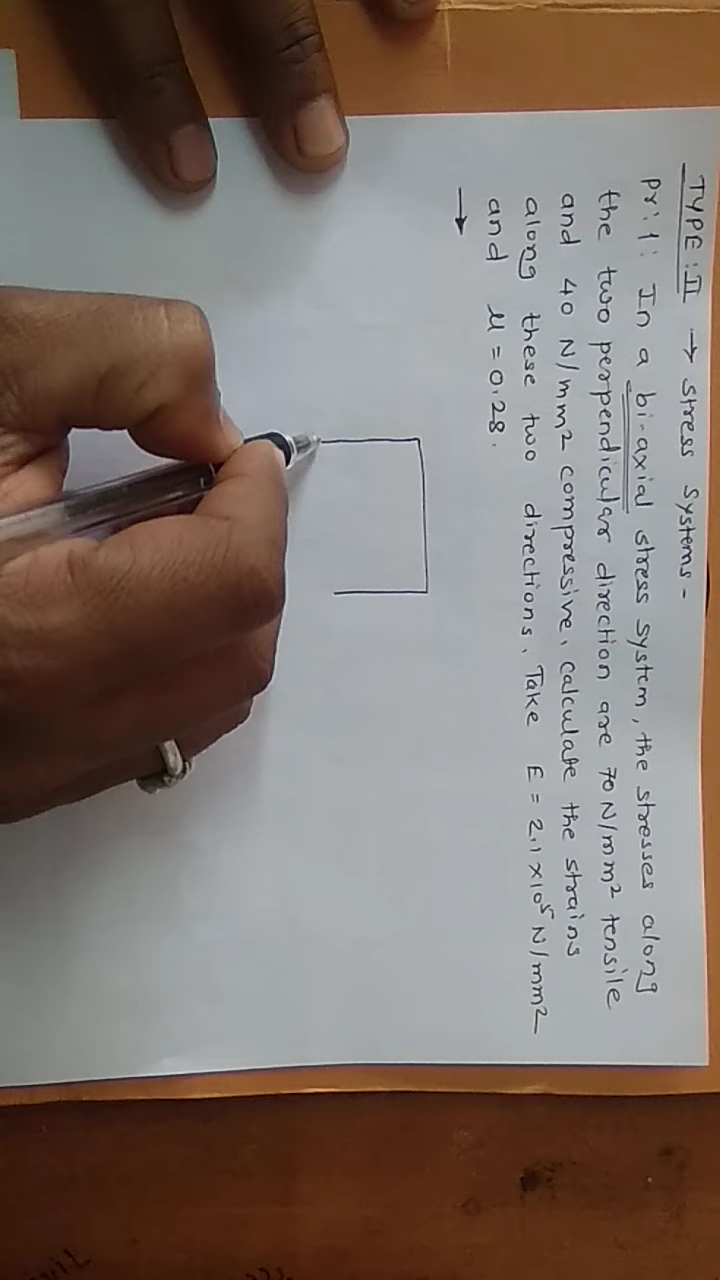 TYPE: II → stress systems-
Pr:1: In a bi-axial stress system, the stresses along
the two perpendicular direction are 70 N/mm² tensile
and 40 N/mm² compressive, calculate the strains
along these two directions. Take E = 2.1 × 10⁵ N/mm²
and μ = 0.28.
→